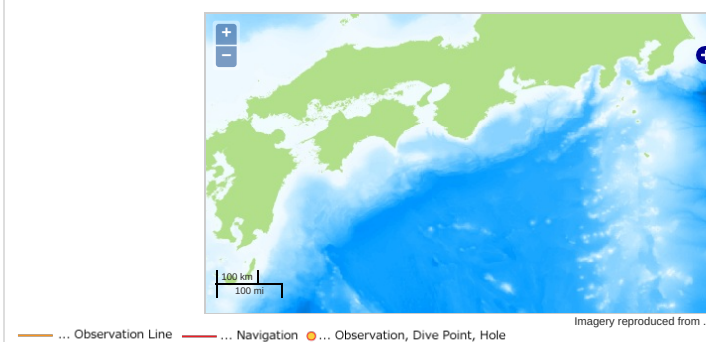 +
−
100 km
100 mi
Imagery reproduced from .
... Observation Line ... Navigation ... Observation, Dive Point, Hole